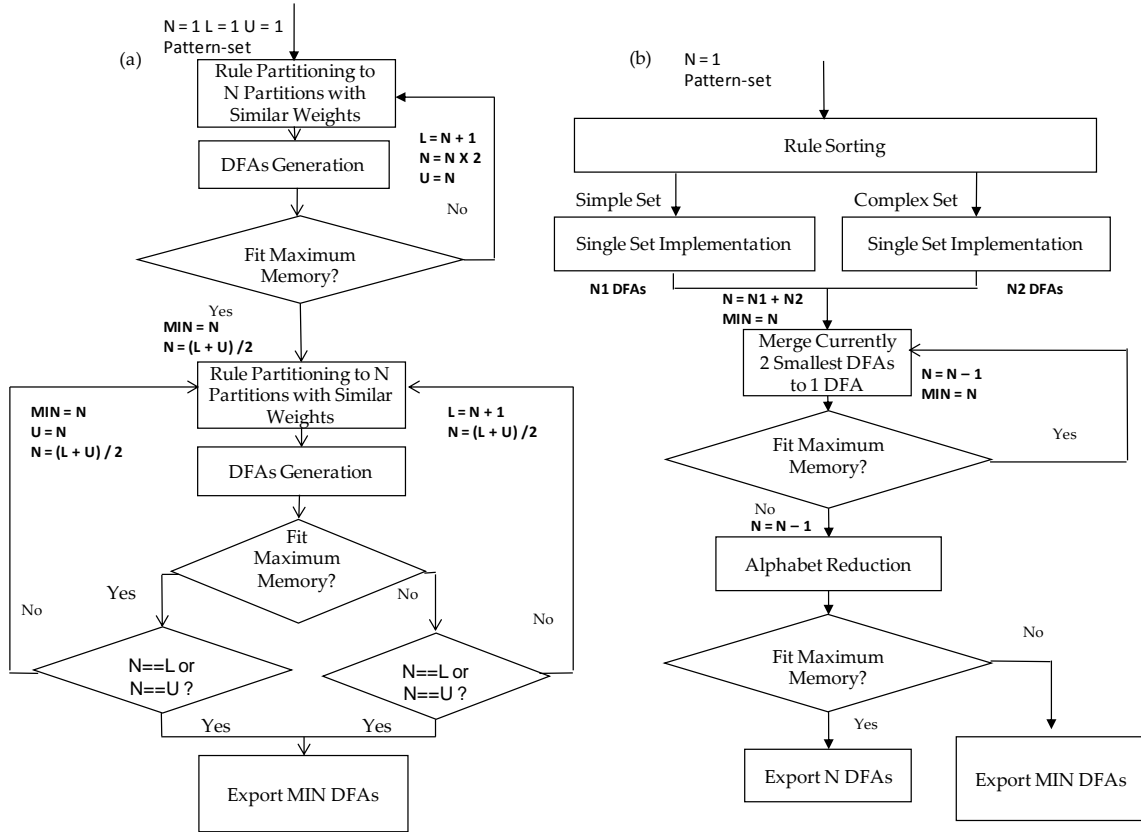 (a)
N = 1 L = 1 U = 1
Pattern-set
Rule Partitioning to
N Partitions with
Similar Weights
L = N + 1
N = N X 2
U = N
DFAs Generation
No
Fit Maximum
Memory?
Yes
MIN = N
N = (L + U) /2
Rule Partitioning to N
Partitions with Similar
Weights
MIN = N
U = N
N = (L + U) / 2
L = N + 1
N = (L + U) /2
DFAs Generation
Fit
Maximum
Memory?
Yes
No
No
No
N==L or
N==U ?
N==L or
N==U ?
Yes
Yes
Export MIN DFAs
(b)
N = 1
Pattern-set
Rule Sorting
Simple Set
Complex Set
Single Set Implementation
Single Set Implementation
N1 DFAs
N2 DFAs
N = N1 + N2
MIN = N
Merge Currently
2 Smallest DFAs
to 1 DFA
N = N – 1
MIN = N
Fit Maximum
Memory?
Yes
No
N = N – 1
Alphabet Reduction
Fit Maximum
Memory?
No
Yes
Export N DFAs
Export MIN DFAs